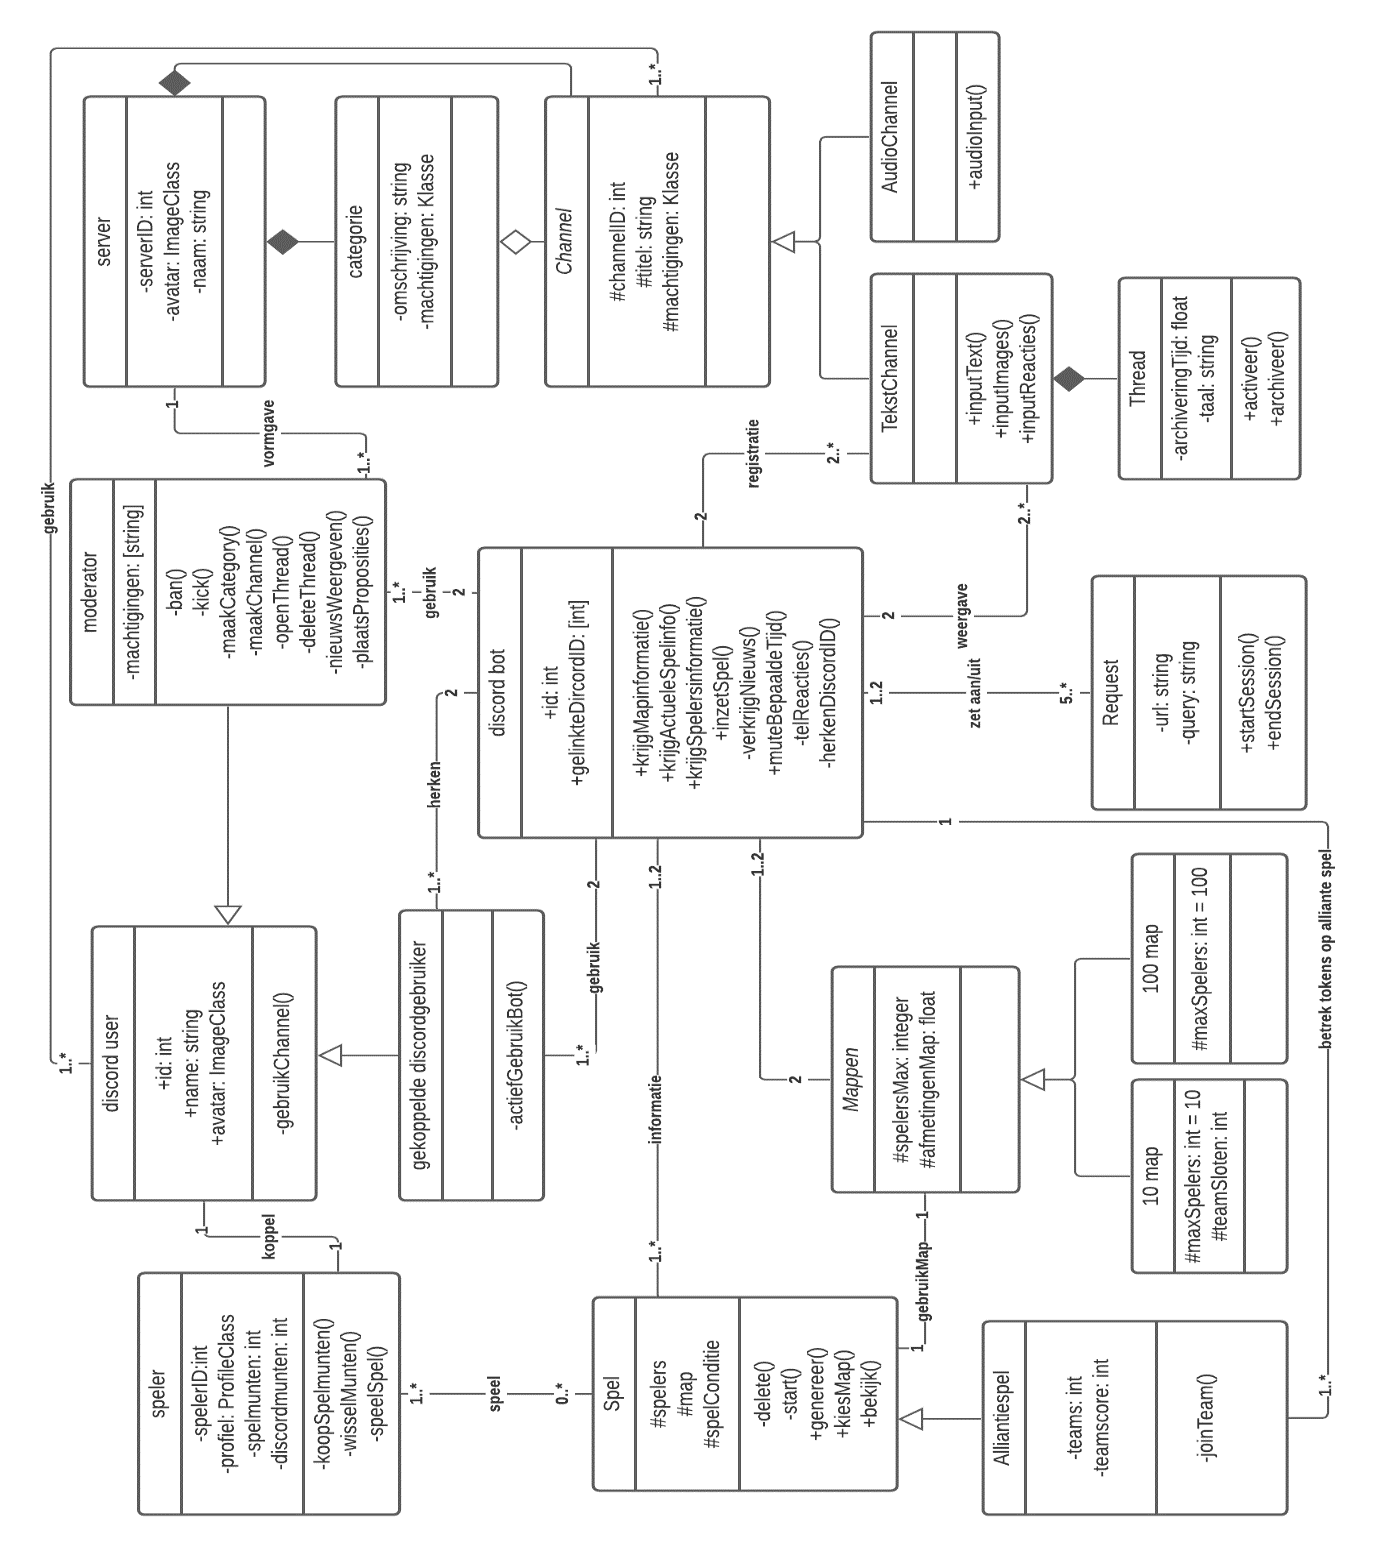 speler
-spelerID:int
-profiel: ProfileClass
-spelmunten: int
-discordmunten: int
-koopSpelmunten()
-wisselMunten()
-speelSpel()
1
koppel
1
discord user
+id: int
+name: string
+avatar: ImageClass
-gebruikChannel()
1..*
gebruik
1..*
moderator
-machtigingen: [string]
-ban()
-kick()
-maakCategory()
-maakChannel()
-openThread()
-deleteThread()
-nieuwsWeergeven()
-plaatsProposities()
1
vormgave
1..*
server
-serverID: int
-avatar: ImageClass
-naam: string
categorie
-omschrijving: string
-machtigingen: Klasse
Channel
#channelID: int
#titel: string
#machtigingen: Klasse
gekoppelde discordgebruiker
-actiefGebruikBot()
1..*
herken
2
1..*
gebruik
2
1..*
gebruik
2
discord bot
+id: int
+gelinkteDircordID: [int]
+krijgMapinformatie()
+krijgActueleSpelinfo()
+krijgSpelersinformatie()
+inzetSpel()
-verkrijgNieuws()
+muteBepaaldeTijd()
-telReacties()
-herkenDiscordID()
2
registratie
2..*
2
weergave
2..*
1..2
zet aan/uit
5..*
1..*
speel
0..*
Spel
#spelers
#map
#spelConditie
-delete()
-start()
+genereer()
+kiesMap()
+bekijk()
1..*
informatie
1..2
1..2
2
1
gebruikMap
1
Mappen
#spelersMax: integer
#afmetingenMap: float
AudioChannel
+audioInput()
TekstChannel
+inputText()
+inputImages()
+inputReacties()
Thread
-archiveringTijd: float
-taal: string
+activeer()
+archiveer()
Request
-url: string
-query: string
+startSession()
+endSession()
Alliantiespel
-teams: int
-teamscore: int
-joinTeam()
10 map
#maxSpelers: int = 10
#teamSloten: int
100 map
#maxSpelers: int = 100
1
betrek tokens op alliante spel
1..*